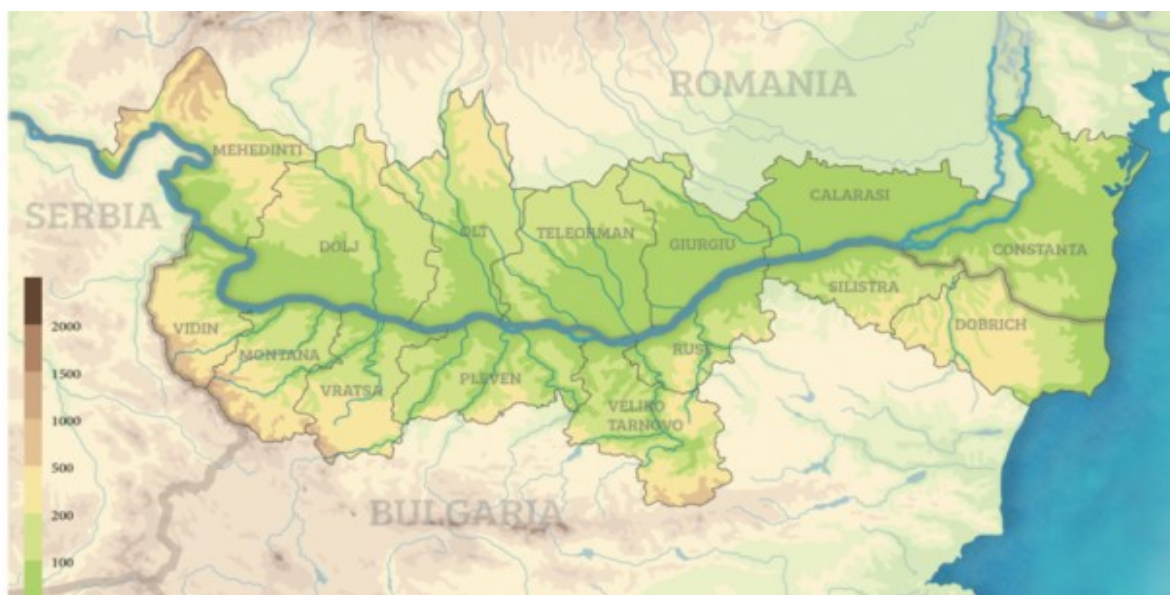 ROMANIA
MEHEDINTI
SERBIA
CALARASI
DOLJ
OLT
TELEORMAN
GIURGIU
CONSTANTA
SILISTRA
VIDIN
DOBRICH
MONTANA
RUSE
VRATSA
PLEVEN
VELIKO
TARNOVO
BULGARIA
2000
1500
1000
500
200
100